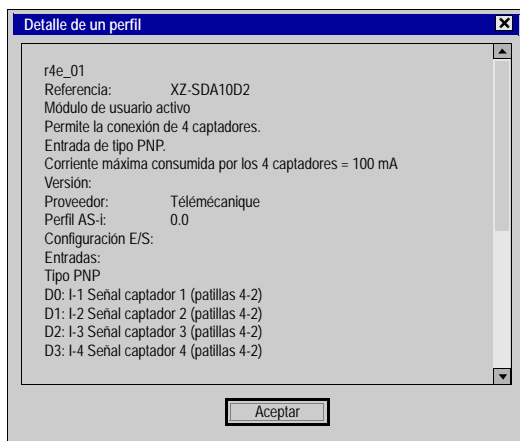 Detalle de un perfil
r4e_01
Referencia: XZ-SDA10D2
Módulo de usuario activo
Permite la conexión de 4 captadores.
Entrada de tipo PNP.
Corriente máxima consumida por los 4 captadores = 100 mA
Versión:
Proveedor: Télémécanique
Perfil AS-i: 0.0
Configuración E/S:
Entradas:
Tipo PNP
D0: I-1 Señal captador 1 (patillas 4-2)
D1: I-2 Señal captador 2 (patillas 4-2)
D2: I-3 Señal captador 3 (patillas 4-2)
D3: I-4 Señal captador 4 (patillas 4-2)
Aceptar